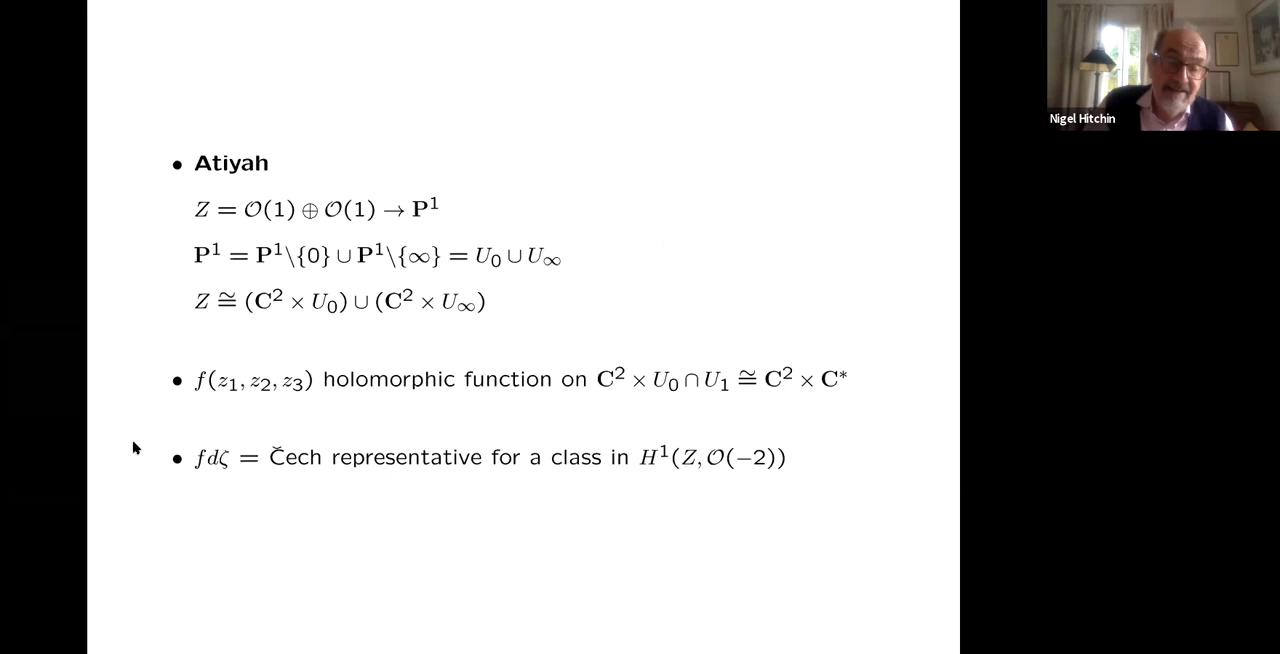 • Atiyah
Z = 𝒪(1) ⊕ 𝒪(1) → P¹
P¹ = P¹\{0} ∪ P¹\{∞} = U₀ ∪ U∞
Z ≅ (C² × U₀) ∪ (C² × U∞)
• f(z₁, z₂, z₃) holomorphic function on C² × U₀ ∩ U₁ ≅ C² × C*
• fdζ = Čech representative for a class in H¹(Z, 𝒪(−2))
Nigel Hitchin